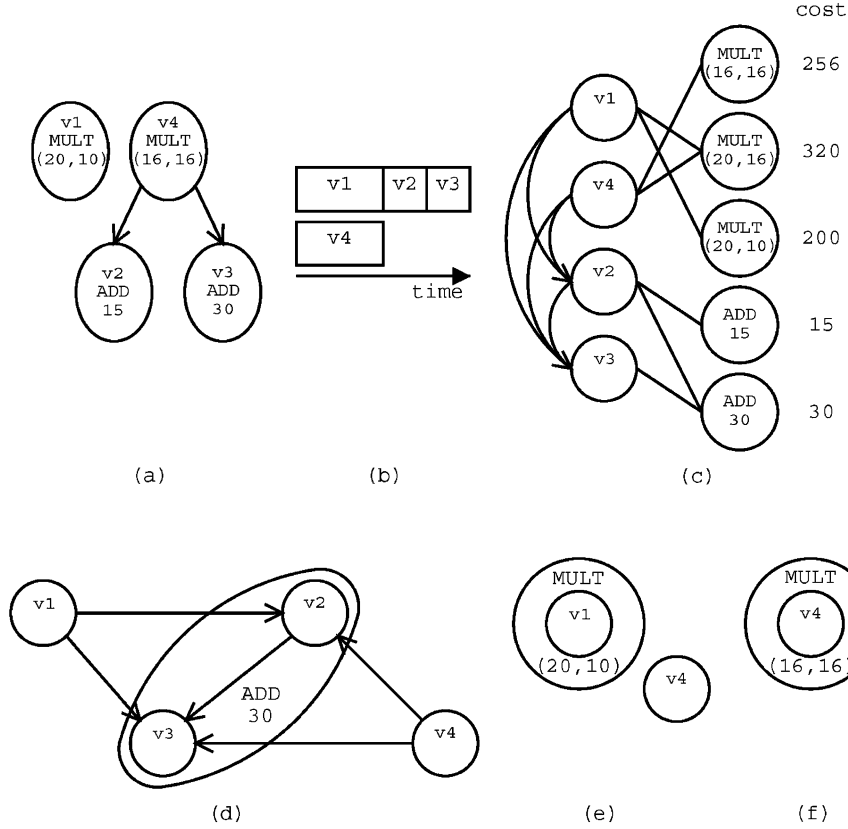 cost
MULT
(16,16)
256
v1
MULT
(20,16)
320
v4
MULT
(20,10)
200
v2
ADD
15
15
v3
ADD
30
30
(c)
v1
MULT
(20,10)
v4
MULT
(16,16)
v2
ADD
15
v3
ADD
30
(a)
v1 v2 v3
v4
time
(b)
v1
v2
ADD
30
v3
v4
(d)
MULT
v1
(20,10)
v4
(e)
MULT
v4
(16,16)
(f)